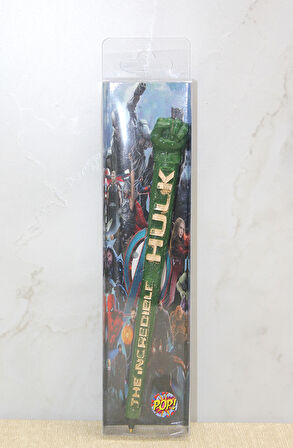 THE INCREDIBLE HULK
POP!